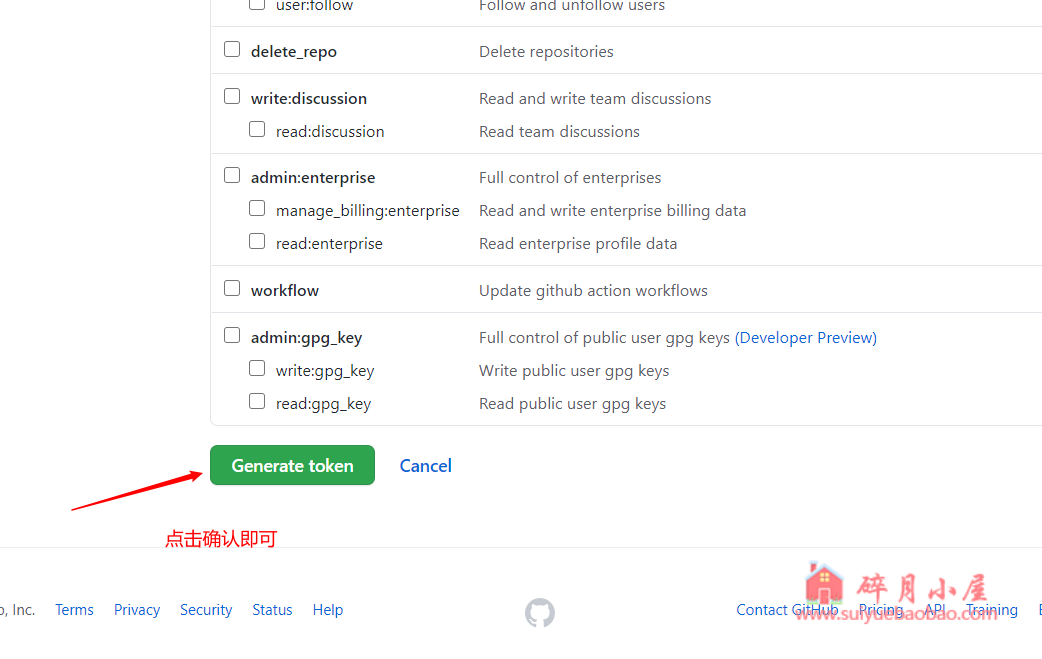 user:follow Follow and unfollow users
delete_repo Delete repositories
write:discussion Read and write team discussions
read:discussion Read team discussions
admin:enterprise Full control of enterprises
manage_billing:enterprise Read and write enterprise billing data
read:enterprise Read enterprise profile data
workflow Update github action workflows
admin:gpg_key Full control of public user gpg keys (Developer Preview)
write:gpg_key Write public user gpg keys
read:gpg_key Read public user gpg keys
Generate token Cancel
点击确认即可
碎月小屋
, Inc. Terms Privacy Security Status Help Contact GitHub Pricing API Training
www.suiyuebaobao.com